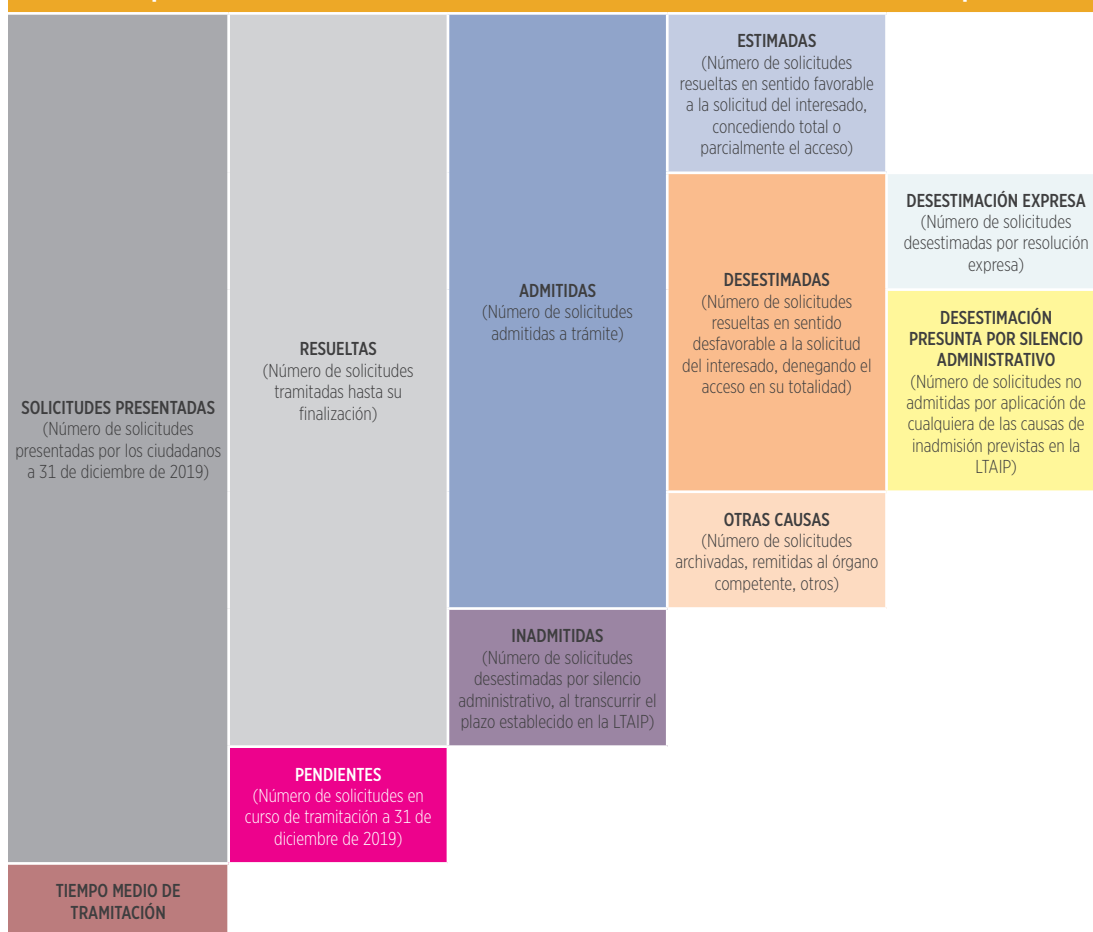 SOLICITUDES PRESENTADAS
(Número de solicitudes
presentadas por los ciudadanos
a 31 de diciembre de 2019)
RESUELTAS
(Número de solicitudes
tramitadas hasta su
finalización)
ADMITIDAS
(Número de solicitudes
admitidas a trámite)
ESTIMADAS
(Número de solicitudes
resueltas en sentido favorable
a la solicitud del interesado,
concediendo total o
parcialmente el acceso)
DESESTIMADAS
(Número de solicitudes
resueltas en sentido
desfavorable a la solicitud
del interesado, denegando el
acceso en su totalidad)
DESESTIMACIÓN EXPRESA
(Número de solicitudes
desestimadas por resolución
expresa)
DESESTIMACIÓN
PRESUNTA POR SILENCIO
ADMINISTRATIVO
(Número de solicitudes no
admitidas por aplicación de
cualquiera de las causas de
inadmisión previstas en la
LTAIP)
OTRAS CAUSAS
(Número de solicitudes
archivadas, remitidas al órgano
competente, otros)
INADMITIDAS
(Número de solicitudes
desestimadas por silencio
administrativo, al transcurrir el
plazo establecido en la LTAIP)
PENDIENTES
(Número de solicitudes en
curso de tramitación a 31 de
diciembre de 2019)
TIEMPO MEDIO DE
TRAMITACIÓN